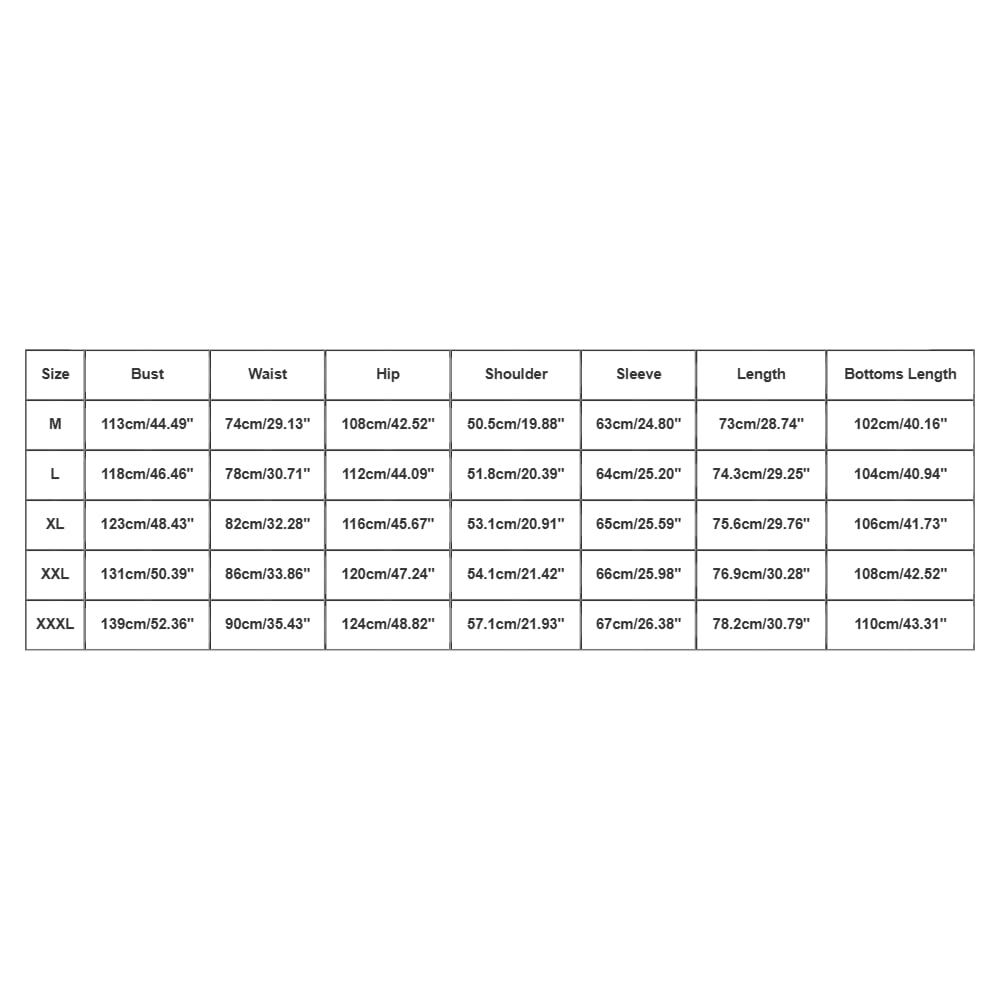 Size Bust Waist Hip Shoulder Sleeve Length Bottoms Length
M 113cm/44.49" 74cm/29.13" 108cm/42.52" 50.5cm/19.88" 63cm/24.80" 73cm/28.74" 102cm/40.16"
L 118cm/46.46" 78cm/30.71" 112cm/44.09" 51.8cm/20.39" 64cm/25.20" 74.3cm/29.25" 104cm/40.94"
XL 123cm/48.43" 82cm/32.28" 116cm/45.67" 53.1cm/20.91" 65cm/25.59" 75.6cm/29.76" 106cm/41.73"
XXL 131cm/50.39" 86cm/33.86" 120cm/47.24" 54.1cm/21.42" 66cm/25.98" 76.9cm/30.28" 108cm/42.52"
XXXL 139cm/52.36" 90cm/35.43" 124cm/48.82" 57.1cm/21.93" 67cm/26.38" 78.2cm/30.79" 110cm/43.31"